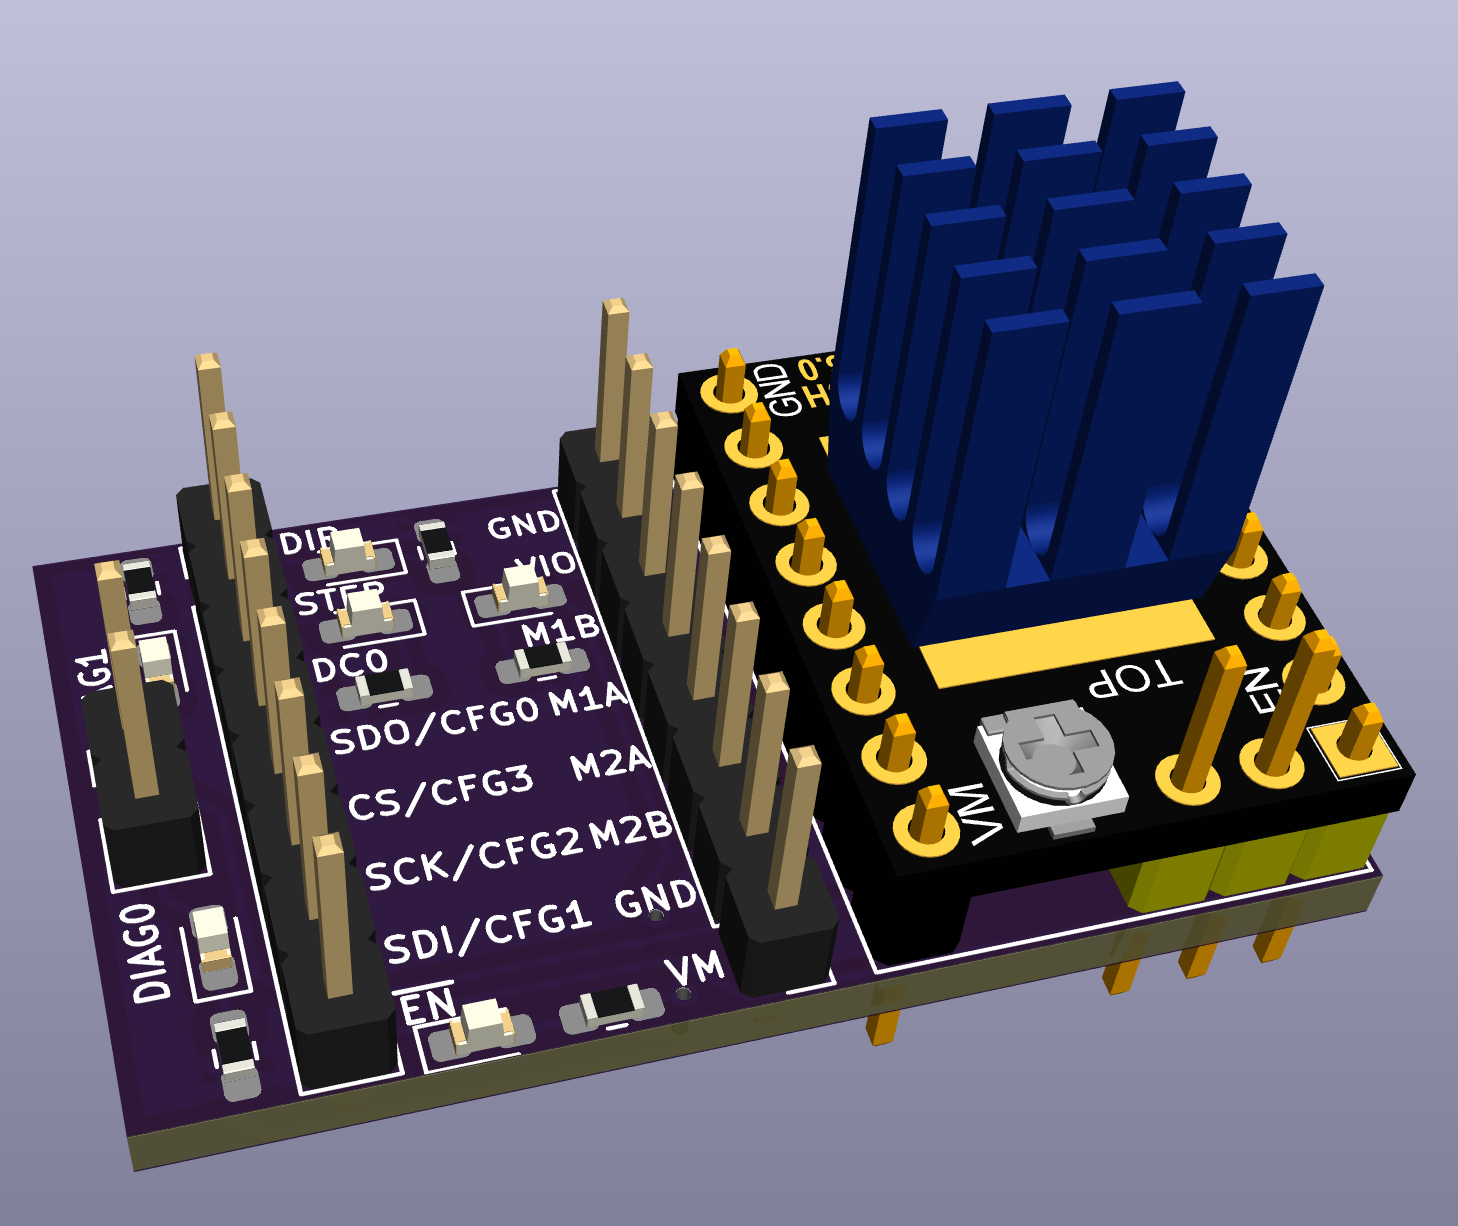 DIR
GND
STEP
VIO
G1
DC0
M1B
SDO/CFG0
M1A
CS/CFG3
M2A
SCK/CFG2
M2B
SDI/CFG1
GND
DIAG0
EN
VM
GND
TOP
EN
VM